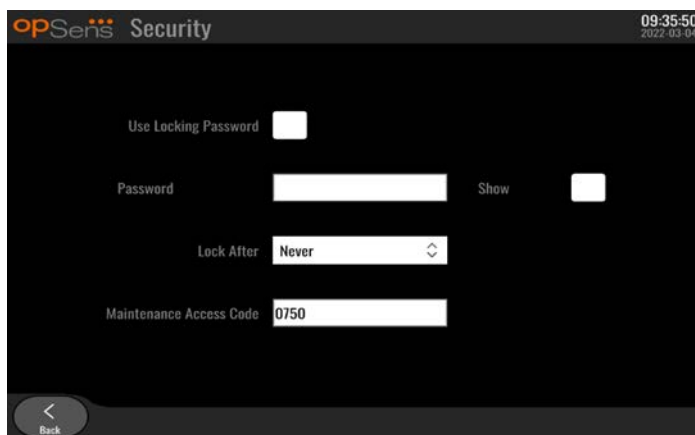 opSens Security
09:35:50
2022-03-04
Use Locking Password
Password
Show
Lock After
Never
Maintenance Access Code
0750
Back